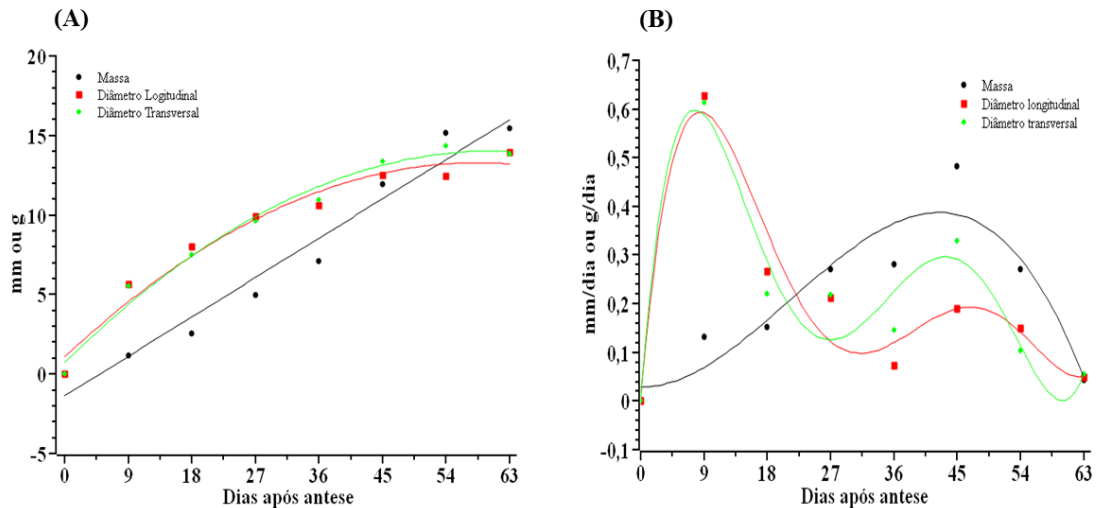 (A)
20
15
10
5
0
-5
mm ou g
Massa
Diâmetro Logitudinal
Diâmetro Transversal
0 9 18 27 36 45 54 63
Dias após antese
(B)
0,7
0,6
0,5
0,4
0,3
0,2
0,1
0
-0,1
mm/dia ou g/dia
Massa
Diâmetro longitudinal
Diâmetro transversal
0 9 18 27 36 45 54 63
Dias após antese